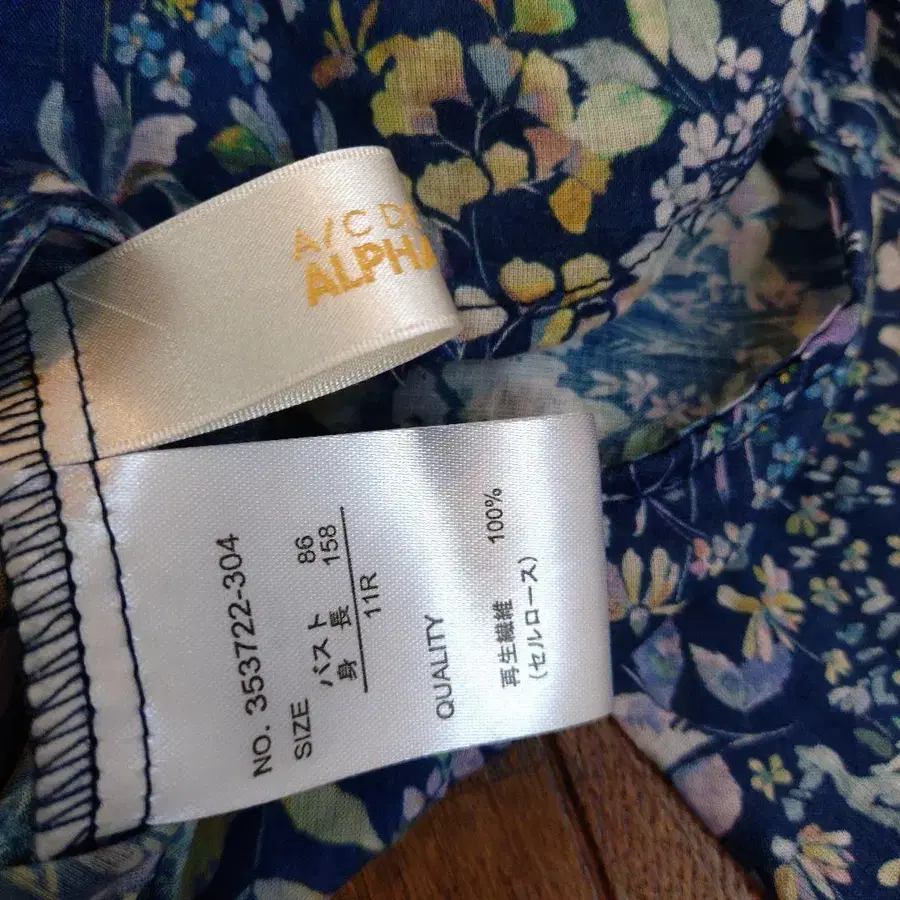 A/C D
ALPHA
NO. 353722-304
SIZE
バスト 86
身長 158
11R
QUALITY
再生繊維 100%
(セルロース)